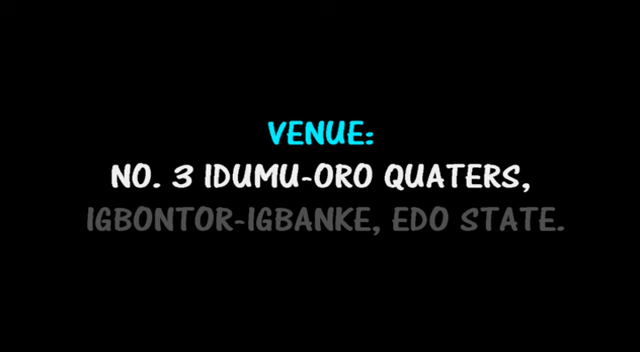 VENUE:
NO. 3 IDUMU-ORO QUATERS,
IGBONTOR-IGBANKE, EDO STATE.